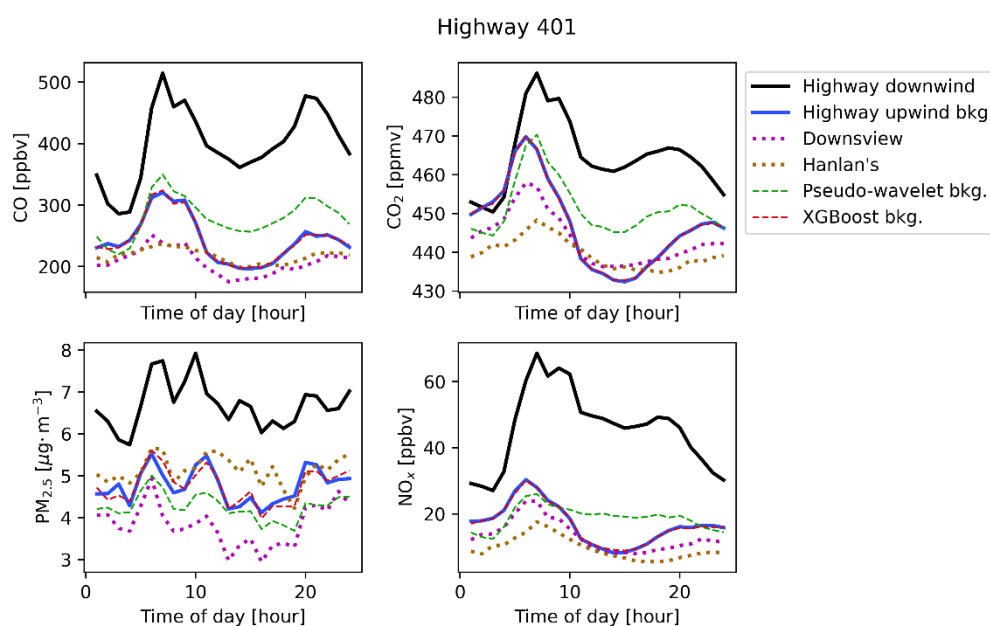 Highway 401
CO [ppbv]
500
400
300
200
Time of day [hour]
CO₂ [ppmv]
480
470
460
450
440
430
Time of day [hour]
Highway downwind
Highway upwind bkg.
Downsview
Hanlan's
Pseudo-wavelet bkg.
XGBoost bkg.
PM₂.₅ [μg·m⁻³]
8
7
6
5
4
3
0
10
20
Time of day [hour]
NOₓ [ppbv]
60
40
20
0
10
20
Time of day [hour]